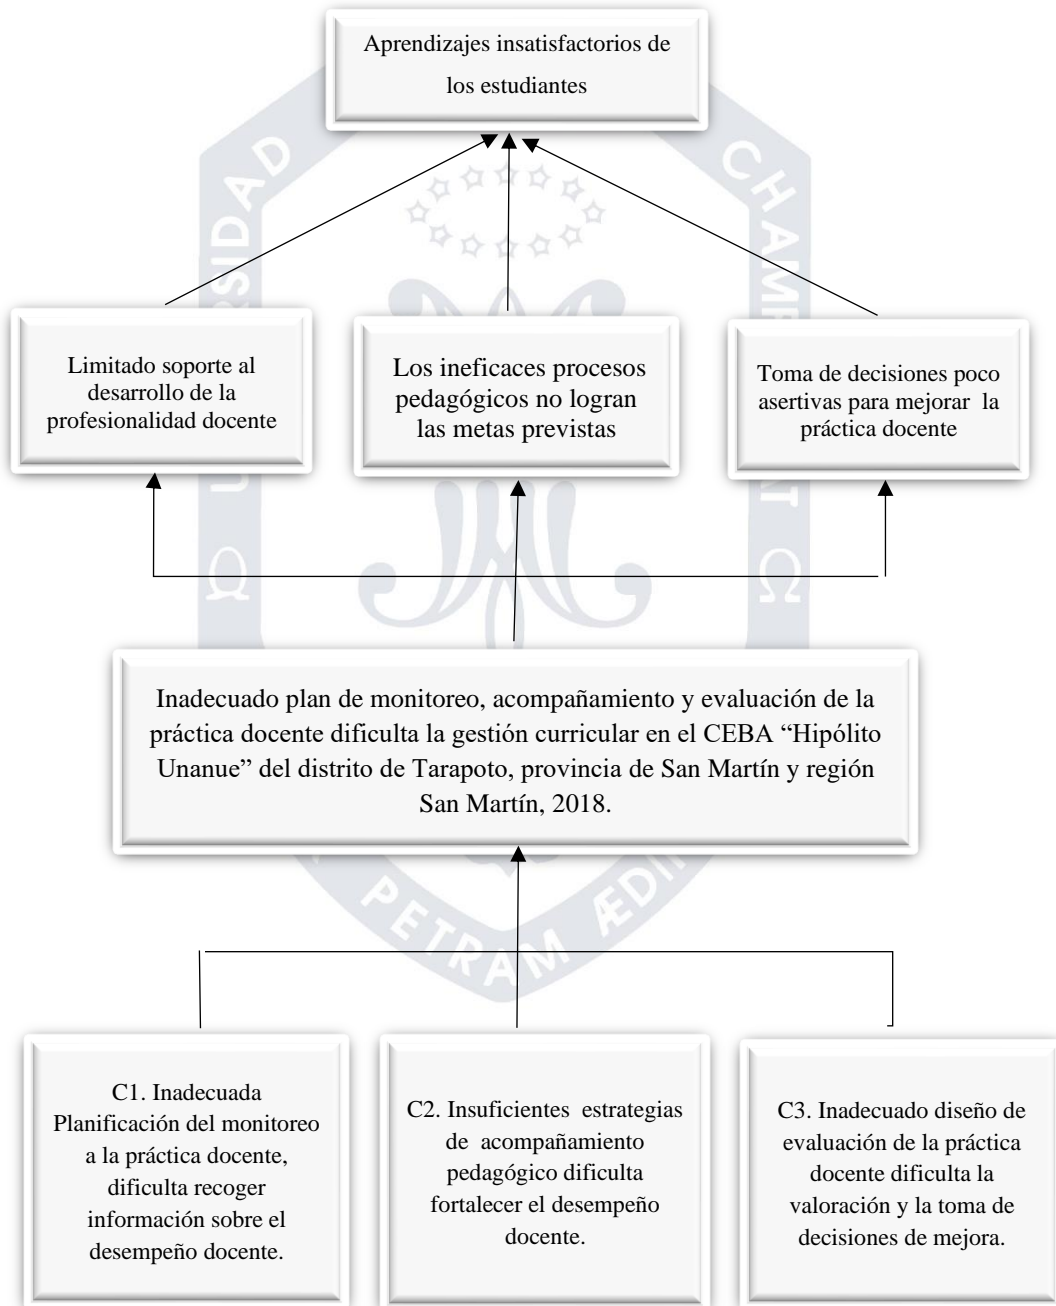 Aprendizajes insatisfactorios de
los estudiantes
Limitado soporte al
desarrollo de la
profesionalidad docente
Los ineficaces procesos
pedagógicos no logran
las metas previstas
Toma de decisiones poco
asertivas para mejorar la
práctica docente
Inadecuado plan de monitoreo, acompañamiento y evaluación de la
práctica docente dificulta la gestión curricular en el CEBA “Hipólito
Unanue” del distrito de Tarapoto, provincia de San Martín y región
San Martín, 2018.
C1. Inadecuada
Planificación del monitoreo
a la práctica docente,
dificulta recoger
información sobre el
desempeño docente.
C2. Insuficientes estrategias
de acompañamiento
pedagógico dificulta
fortalecer el desempeño
docente.
C3. Inadecuado diseño de
evaluación de la práctica
docente dificulta la
valoración y la toma de
decisiones de mejora.
PETRAM